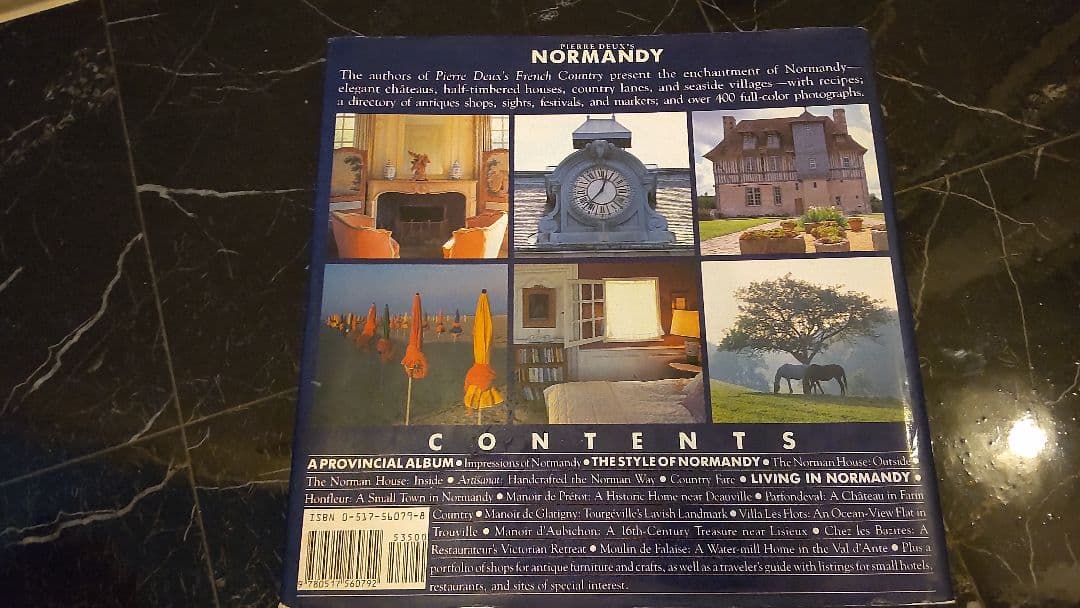 PIERRE DEUX'S
NORMANDY
The authors of Pierre Deux's French Country present the enchantment of Normandy—
elegant châteaus, half-timbered houses, country lanes, and seaside villages—with recipes;
a directory of antiques shops, sights, festivals, and markets; and over 400 full-color photographs.
CONTENTS
A PROVINCIAL ALBUM • Impressions of Normandy • THE STYLE OF NORMANDY • The Norman House: Outside •
The Norman House: Inside • Artisanat: Handcrafted the Norman Way • Country Fare • LIVING IN NORMANDY •
Honfleur: A Small Town in Normandy • Manoir de Prétot: A Historic Home near Deauville • Parfondeval: A Château in Farm
Country • Manoir de Glatigny: Tourgéville's Lavish Landmark • Villa Les Flots: An Ocean-View Flat in
Trouville • Manoir d'Aubichon: A 16th-Century Treasure near Lisieux • Chez les Bazires: A
Restaurateur's Victorian Retreat • Moulin de Falaise: A Water-mill Home in the Val d'Ante • Plus a
portfolio of shops for antique furniture and crafts, as well as a traveler's guide with listings for small hotels,
restaurants, and sites of special interest.
ISBN 0-517-56079-8
53500
9 780517 560792